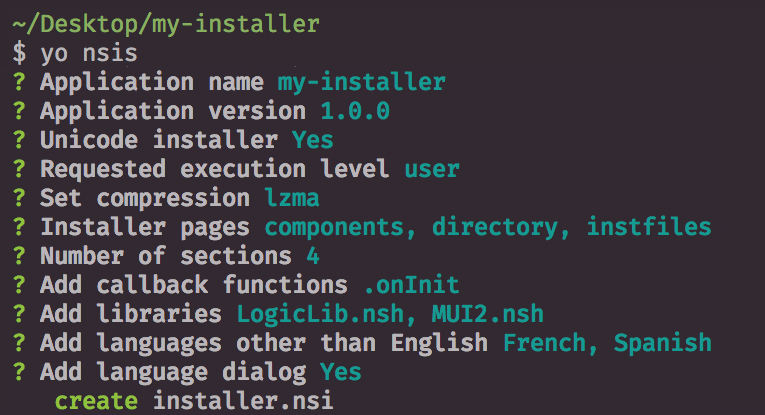 ~/Desktop/my-installer
$ yo nsis
? Application name my-installer
? Application version 1.0.0
? Unicode installer Yes
? Requested execution level user
? Set compression lzma
? Installer pages components, directory, instfiles
? Number of sections 4
? Add callback functions .onInit
? Add libraries LogicLib.nsh, MUI2.nsh
? Add languages other than English French, Spanish
? Add language dialog Yes
   create installer.nsi